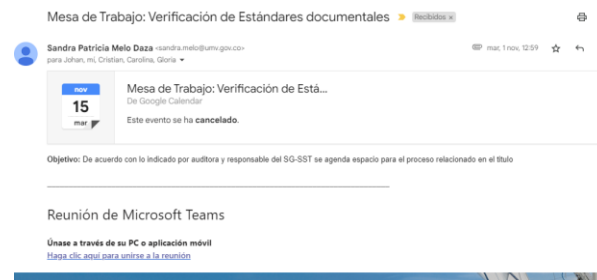 Mesa de Trabajo: Verificación de Estándares documentales Recibidos x
Sandra Patricia Melo Daza <sandra.melo@umv.gov.co> mar, 1 nov, 12:59
para Johan, mí, Cristian, Carolina, Gloria
nov
15
mar
Mesa de Trabajo: Verificación de Está...
De Google Calendar
Este evento se ha cancelado.
Objetivo: De acuerdo con lo indicado por auditora y responsable del SG-SST se agenda espacio para el proceso relacionado en el título
Reunión de Microsoft Teams
Únase a través de su PC o aplicación móvil
Haga clic aquí para unirse a la reunión